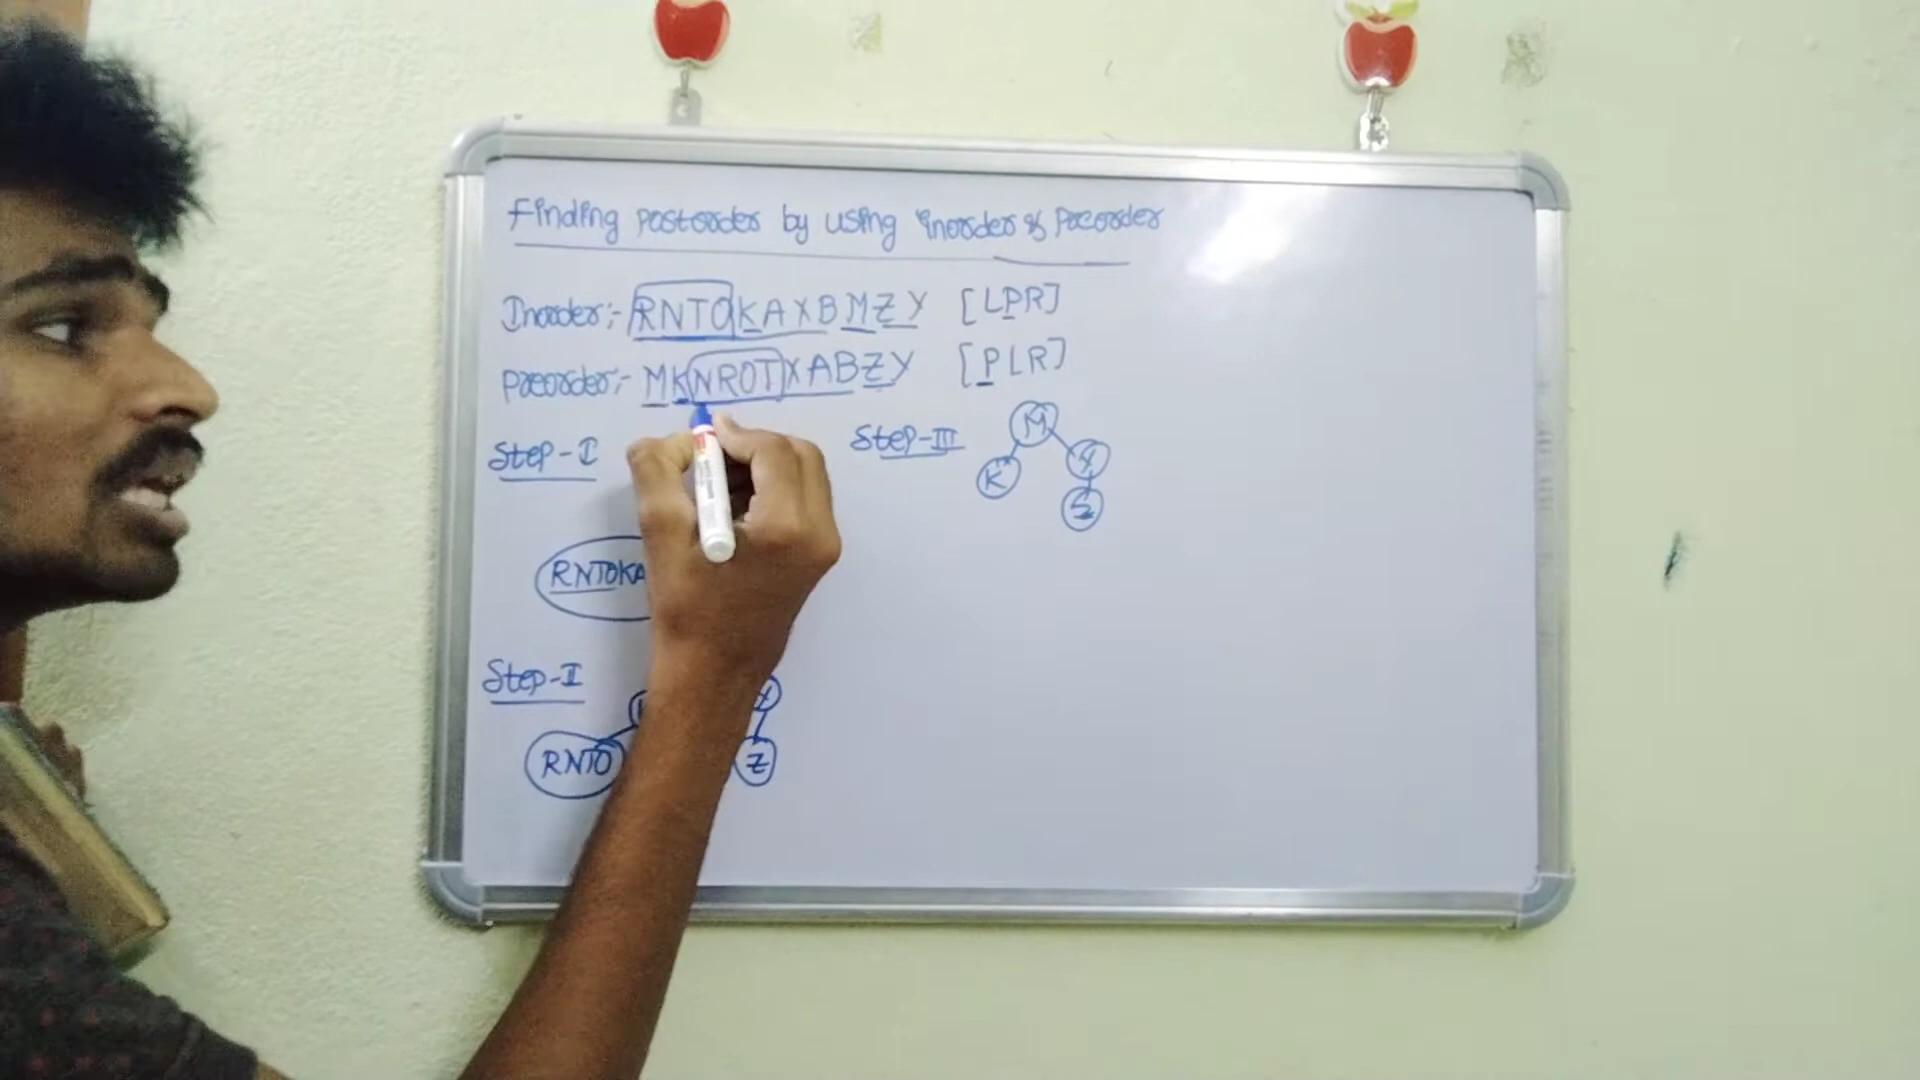 Finding postorder by using inorder & preorder
Inorder:- RNTOKAXBMZY [LPR]
Preorder:- MKNROTXABZY [PLR]
Step-I
RNTOKA
Step-II
RNTO
Z
Step-III
M
K
Y
Z